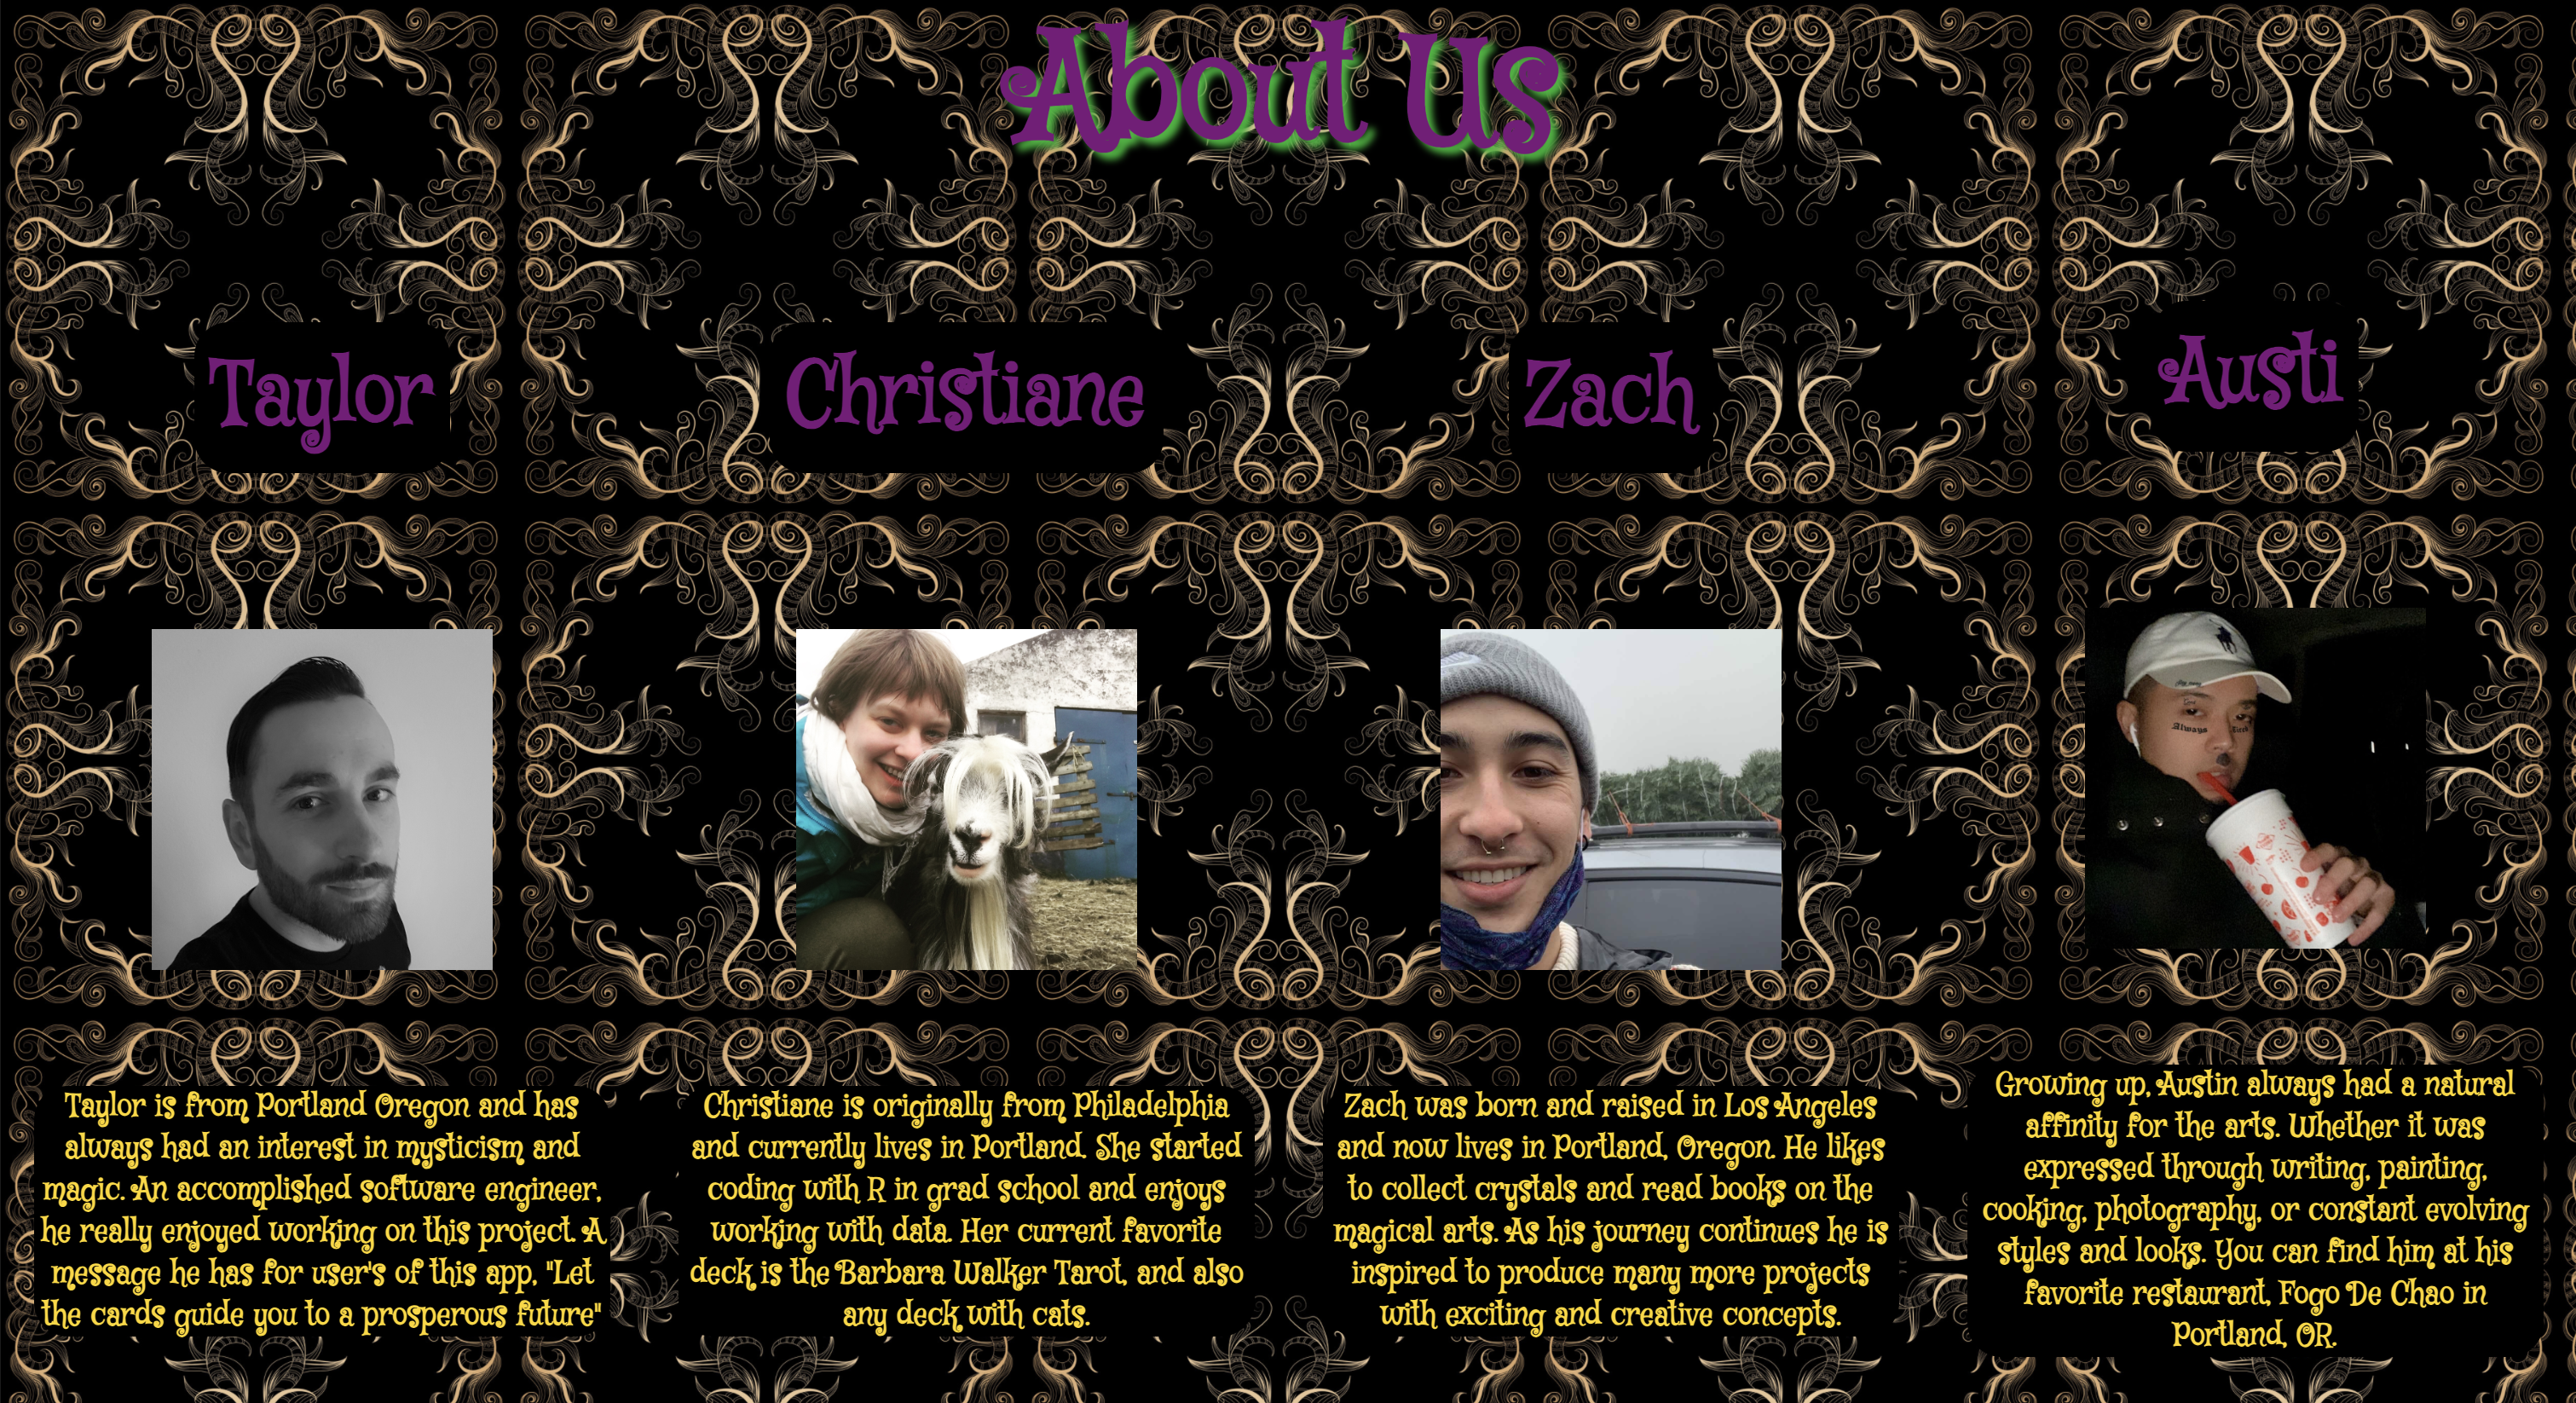 About Us
Taylor
Christiane
Zach
Austi
Always
Taylor is from Portland Oregon and has
always had an interest in mysticism and
magic. An accomplished software engineer,
he really enjoyed working on this project. A
message he has for user's of this app, "Let
the cards guide you to a prosperous future"
Christiane is originally from Philadelphia
and currently lives in Portland. She started
coding with R in grad school and enjoys
working with data. Her current favorite
deck is the Barbara Walker Tarot, and also
any deck with cats.
Zach was born and raised in Los Angeles
and now lives in Portland, Oregon. He likes
to collect crystals and read books on the
magical arts. As his journey continues he is
inspired to produce many more projects
with exciting and creative concepts.
Growing up, Austin always had a natural
affinity for the arts. Whether it was
expressed through writing, painting,
cooking, photography, or constant evolving
styles and looks. You can find him at his
favorite restaurant, Fogo De Chao in
Portland, OR.